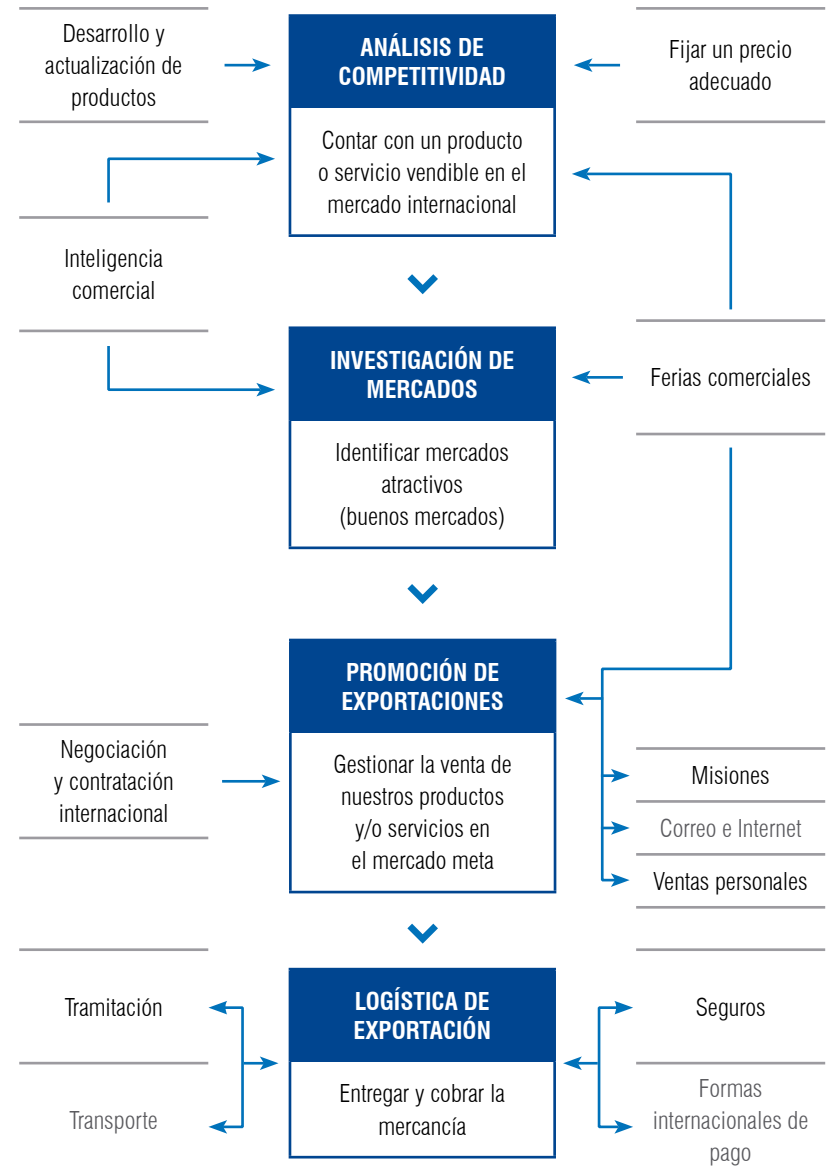 Desarrollo y
actualización de
productos
ANÁLISIS DE
COMPETITIVIDAD
Contar con un producto
o servicio vendible en el
mercado internacional
Fijar un precio
adecuado
Inteligencia
comercial
INVESTIGACIÓN DE
MERCADOS
Identificar mercados
atractivos
(buenos mercados)
Ferias comerciales
PROMOCIÓN DE
EXPORTACIONES
Gestionar la venta de
nuestros productos
y/o servicios en
el mercado meta
Negociación
y contratación
internacional
Misiones
Correo e Internet
Ventas personales
Tramitación
Transporte
LOGÍSTICA DE
EXPORTACIÓN
Entregar y cobrar la
mercancía
Seguros
Formas
internacionales de
pago